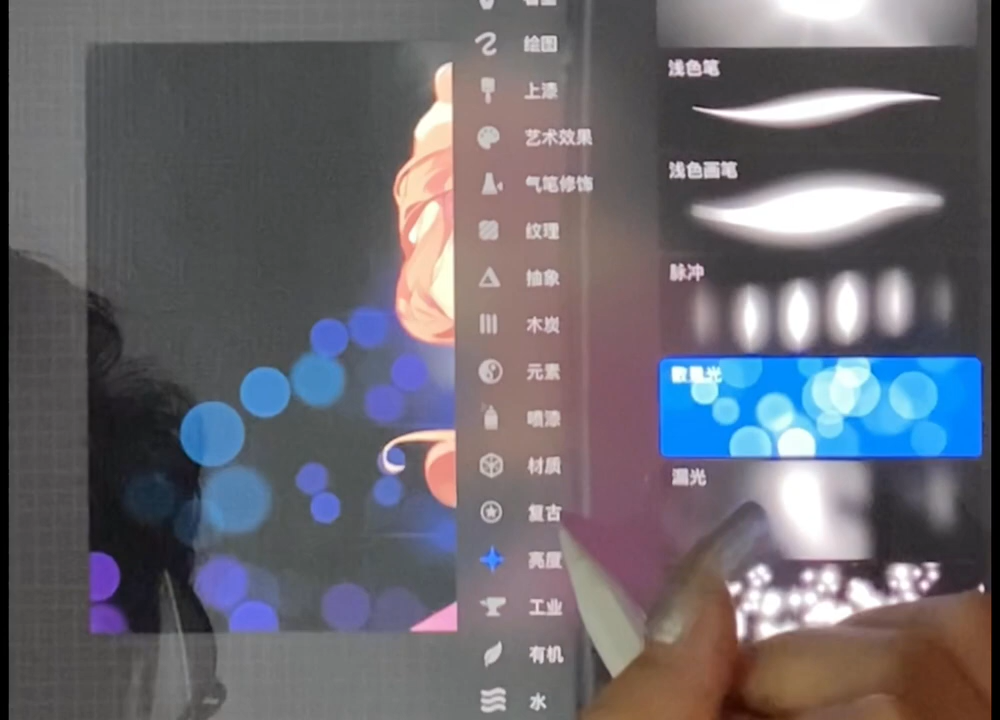 绘图
上漆
艺术效果
气笔修饰
纹理
抽象
木炭
元素
喷漆
材质
复古
亮度
工业
有机
水
浅色笔
浅色画笔
脉冲
散景光
漏光